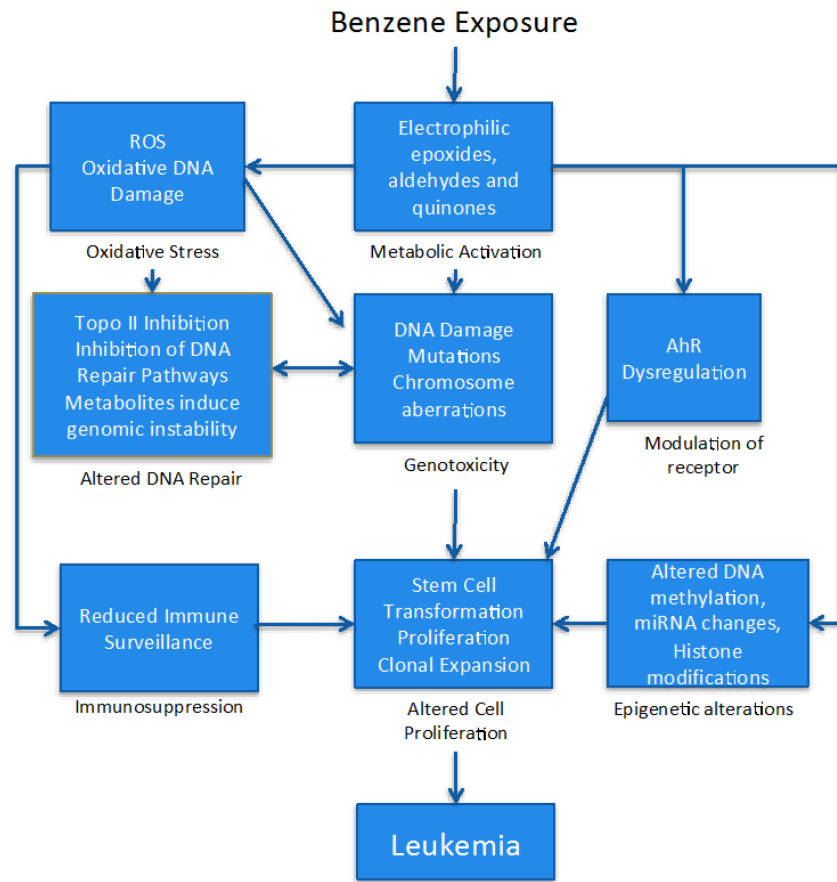 Benzene Exposure
ROS
Oxidative DNA
Damage
Electrophilic
epoxides,
aldehydes and
quinones
Oxidative Stress
Metabolic Activation
Topo II Inhibition
Inhibition of DNA
Repair Pathways
Metabolites induce
genomic instability
DNA Damage
Mutations
Chromosome
aberrations
AhR
Dysregulation
Altered DNA Repair
Genotoxicity
Modulation of
receptor
Reduced Immune
Surveillance
Stem Cell
Transformation
Proliferation
Clonal Expansion
Altered DNA
methylation,
miRNA changes,
Histone
modifications
Immunosuppression
Altered Cell
Proliferation
Epigenetic alterations
Leukemia